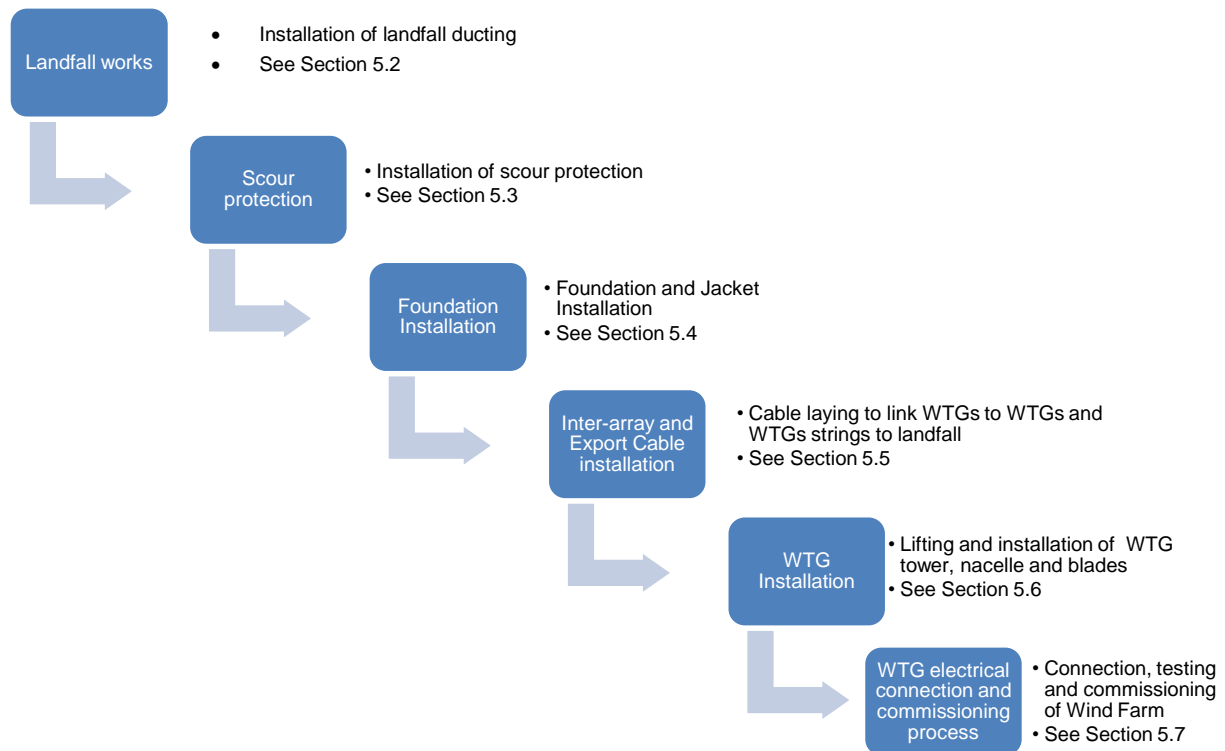 Landfall works
• Installation of landfall ducting
• See Section 5.2
Scour
protection
• Installation of scour protection
• See Section 5.3
Foundation
Installation
• Foundation and Jacket
Installation
• See Section 5.4
Inter-array and
Export Cable
installation
• Cable laying to link WTGs to WTGs and
WTGs strings to landfall
• See Section 5.5
WTG
Installation
• Lifting and installation of WTG
tower, nacelle and blades
• See Section 5.6
WTG electrical
connection and
commissioning
process
• Connection, testing
and commissioning
of Wind Farm
• See Section 5.7